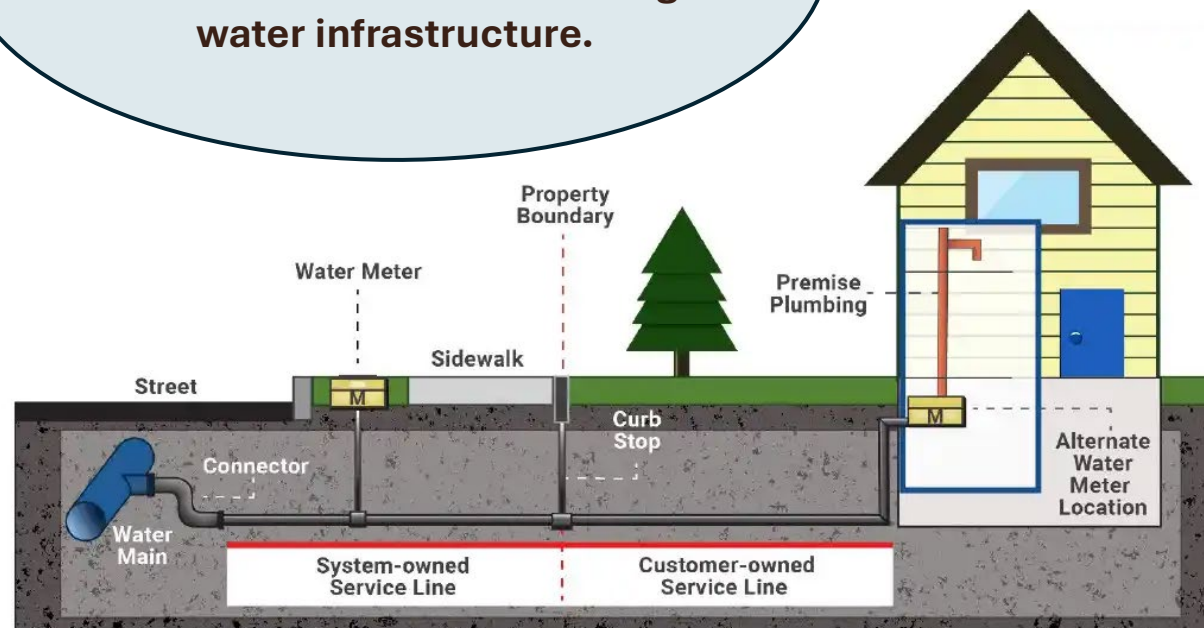 water infrastructure.
Property
Boundary
Water Meter
Sidewalk
Street
Premise
Plumbing
M
Curb
Stop
M
Connector
Alternate
Water
Meter
Location
Water
Main
System-owned
Service Line
Customer-owned
Service Line